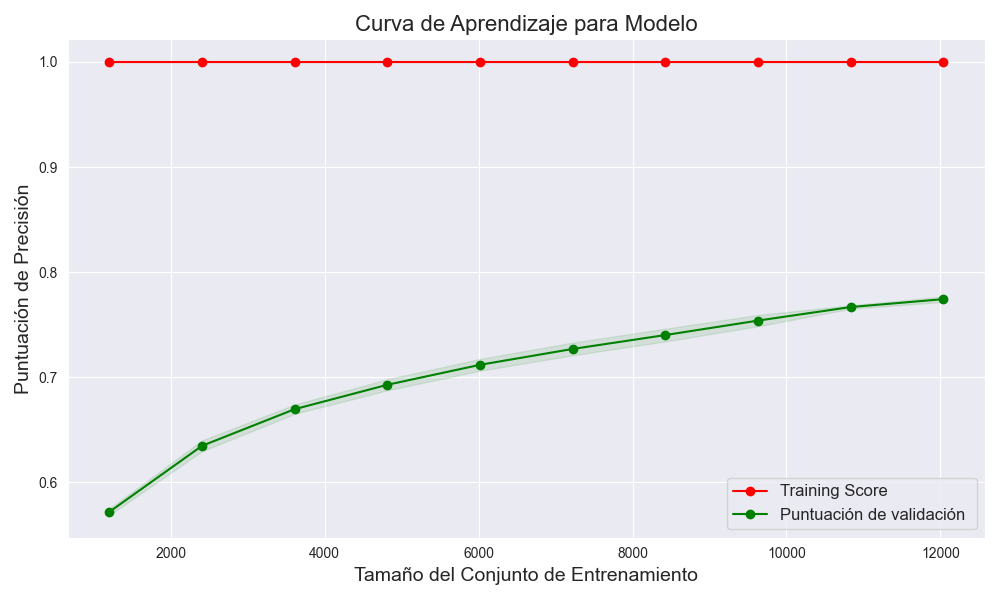 Curva de Aprendizaje para Modelo
Puntuación de Precisión
1.0
0.9
0.8
0.7
0.6
Training Score
Puntuación de validación
2000
4000
6000
8000
10000
12000
Tamaño del Conjunto de Entrenamiento